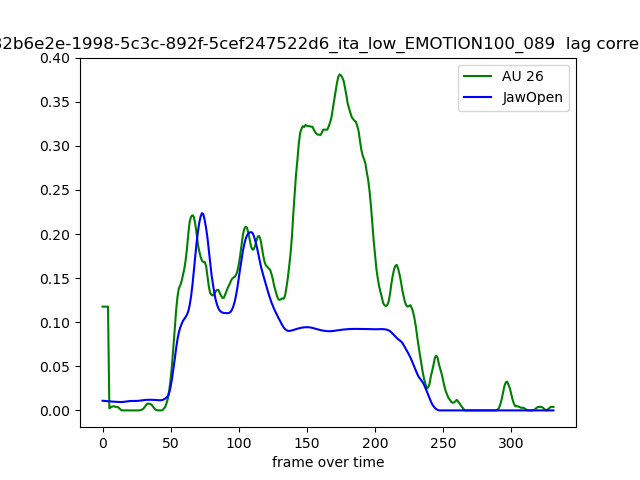 32b6e2e-1998-5c3c-892f-5cef247522d6_ita_low_EMOTION100_089 lag corre
0.40
0.35
0.30
0.25
0.20
0.15
0.10
0.05
0.00
AU 26
JawOpen
0 50 100 150 200 250 300
frame over time